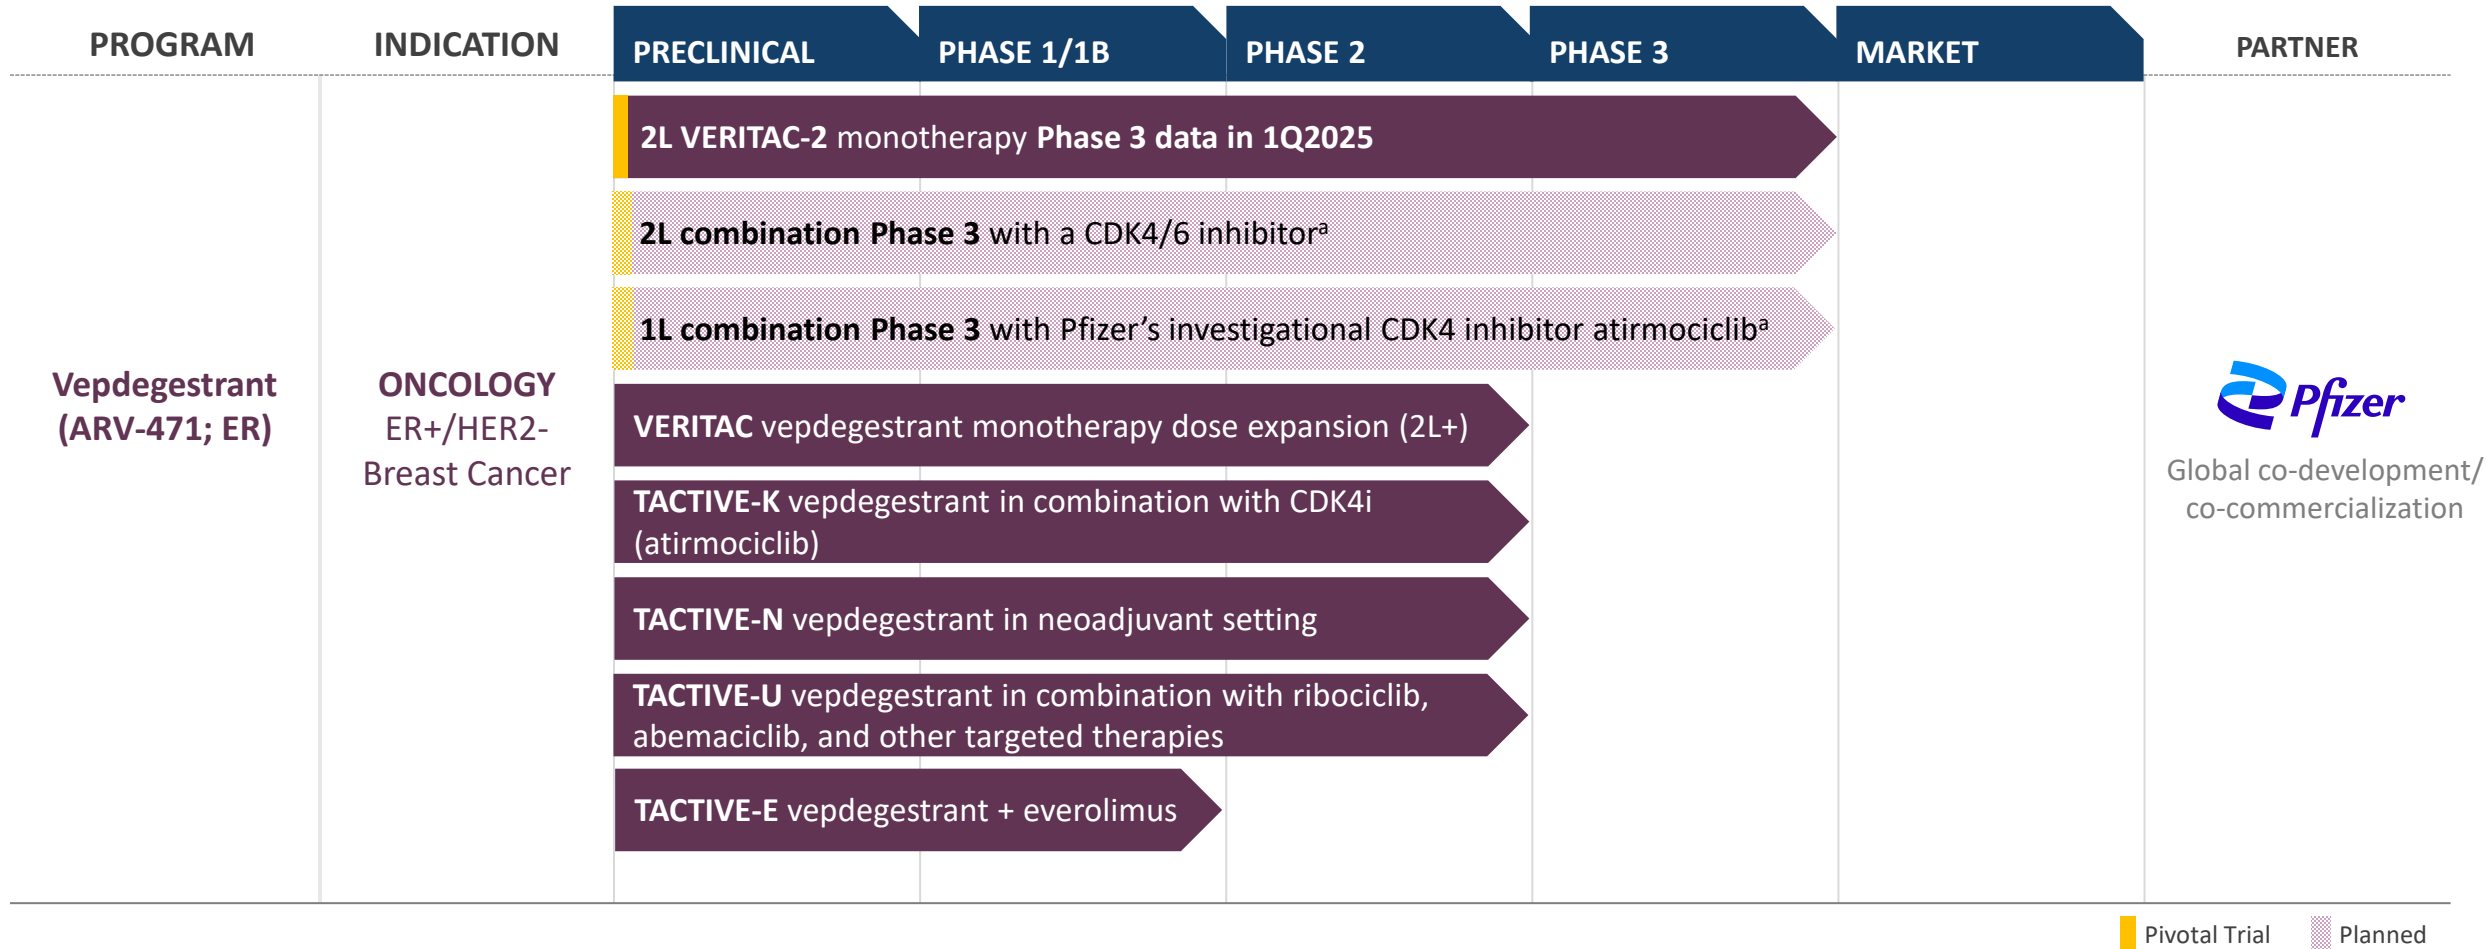 PROGRAM
INDICATION
PRECLINICAL
PHASE 1/1B
PHASE 2
PHASE 3
MARKET
PARTNER
Vepdegestrant
(ARV-471; ER)
ONCOLOGY
ER+/HER2-
Breast Cancer
2L VERITAC-2 monotherapy Phase 3 data in 1Q2025
2L combination Phase 3 with a CDK4/6 inhibitorᵃ
1L combination Phase 3 with Pfizer’s investigational CDK4 inhibitor atirmociclibᵃ
VERITAC vepdegestrant monotherapy dose expansion (2L+)
TACTIVE-K vepdegestrant in combination with CDK4i
(atirmociclib)
TACTIVE-N vepdegestrant in neoadjuvant setting
TACTIVE-U vepdegestrant in combination with ribociclib,
abemaciclib, and other targeted therapies
TACTIVE-E vepdegestrant + everolimus
Pfizer
Global co-development/
co-commercialization
Pivotal Trial
Planned